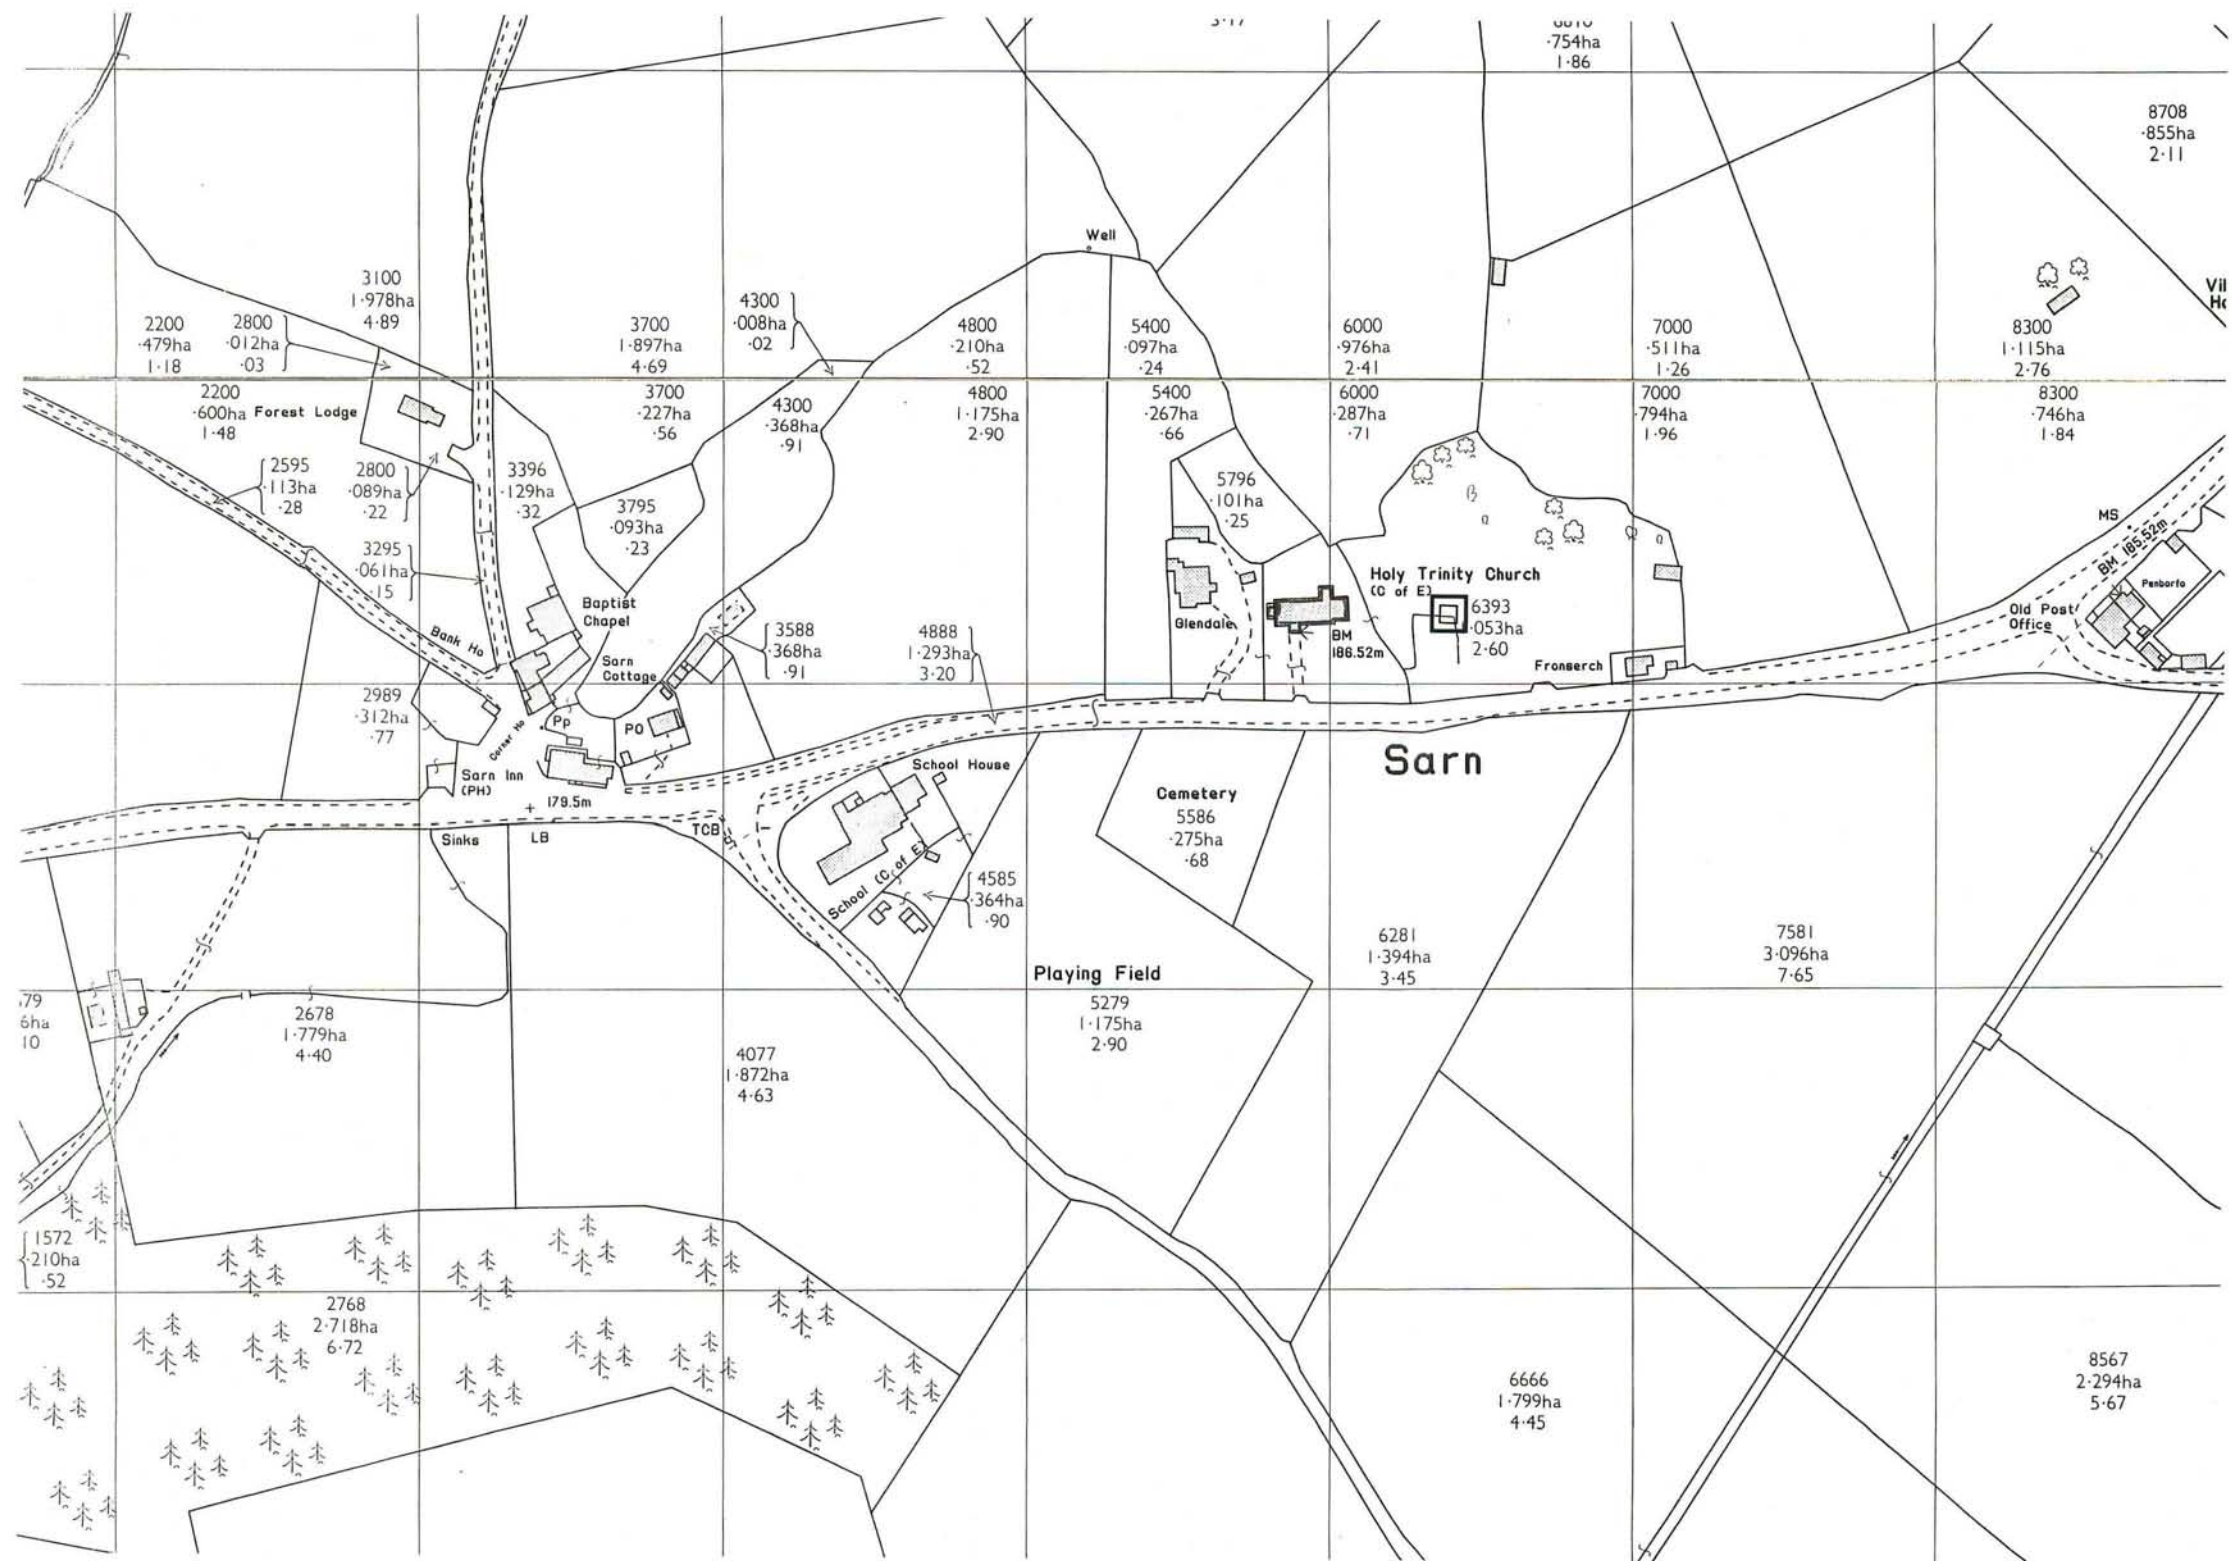 3·17
6810
·754ha
1·86
8708
·855ha
2·11
Well
3100
1·978ha
4·89
2200
·479ha
1·18
2800
·012ha
·03
3700
1·897ha
4·69
4300
·008ha
·02
4800
·210ha
·52
5400
·097ha
·24
6000
·976ha
2·41
7000
·511ha
1·26
8300
1·115ha
2·76
2200
·600ha
1·48
Forest Lodge
3700
·227ha
·56
4300
·368ha
·91
4800
1·175ha
2·90
5400
·267ha
·66
6000
·287ha
·71
7000
·794ha
1·96
8300
·746ha
1·84
2595
·113ha
·28
2800
·089ha
·22
3396
·129ha
·32
3795
·093ha
·23
5796
·101ha
·25
3295
·061ha
·15
MS
BM 185.52m
Penborfa
Old Post
Office
Baptist
Chapel
Bank Ho
Sarn
Cottage
3588
·368ha
·91
4888
1·293ha
3·20
Glendale
BM
186.52m
Holy Trinity Church
(C of E)
6393
·053ha
2·60
Fronserch
2989
·312ha
·77
Corner Ho
Pp
PO
Sarn Inn
(PH)
179.5m
Sinks
LB
TCB
School House
School (C of E)
4585
·364ha
·90
Sarn
Cemetery
5586
·275ha
·68
Playing Field
5279
1·175ha
2·90
6281
1·394ha
3·45
7581
3·096ha
7·65
79
6ha
10
2678
1·779ha
4·40
4077
1·872ha
4·63
1572
·210ha
·52
2768
2·718ha
6·72
6666
1·799ha
4·45
8567
2·294ha
5·67